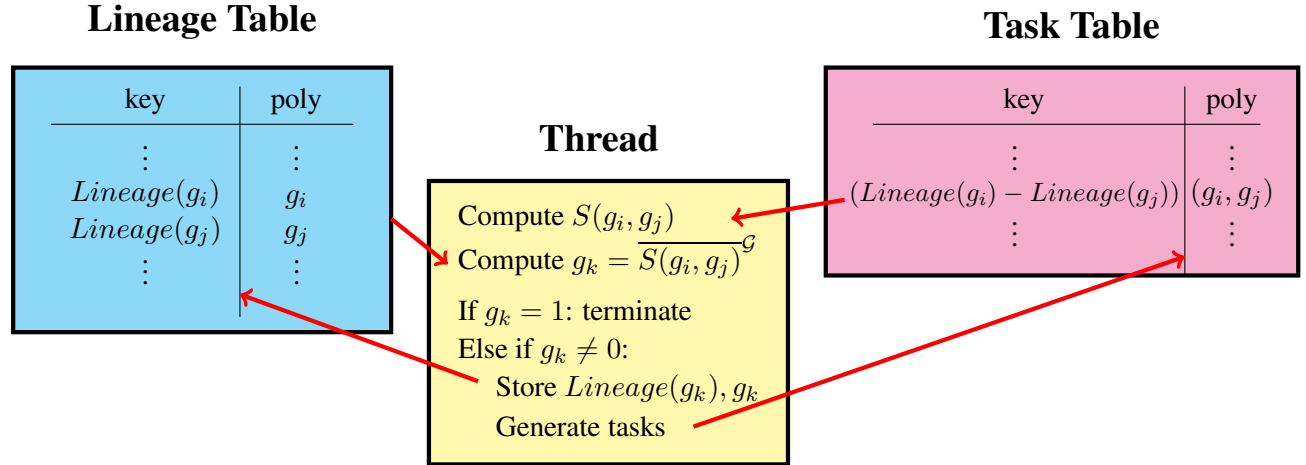 Lineage Table
key poly
⋮ ⋮
Lineage(g_i) g_i
Lineage(g_j) g_j
⋮ ⋮
Thread
Compute S(g_i, g_j)
Compute g_k = \overline{S(g_i, g_j)}^{\mathcal{G}}
If g_k = 1: terminate
Else if g_k ≠ 0:
Store Lineage(g_k), g_k
Generate tasks
Task Table
key poly
⋮ ⋮
(Lineage(g_i) − Lineage(g_j)) (g_i, g_j)
⋮ ⋮